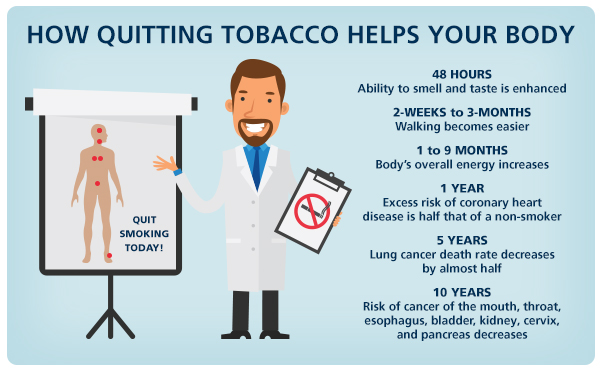 HOW QUITTING TOBACCO HELPS YOUR BODY
QUIT
SMOKING
TODAY!
48 HOURS
Ability to smell and taste is enhanced
2-WEEKS to 3-MONTHS
Walking becomes easier
1 to 9 MONTHS
Body's overall energy increases
1 YEAR
Excess risk of coronary heart
disease is half that of a non-smoker
5 YEARS
Lung cancer death rate decreases
by almost half
10 YEARS
Risk of cancer of the mouth, throat,
esophagus, bladder, kidney, cervix,
and pancreas decreases